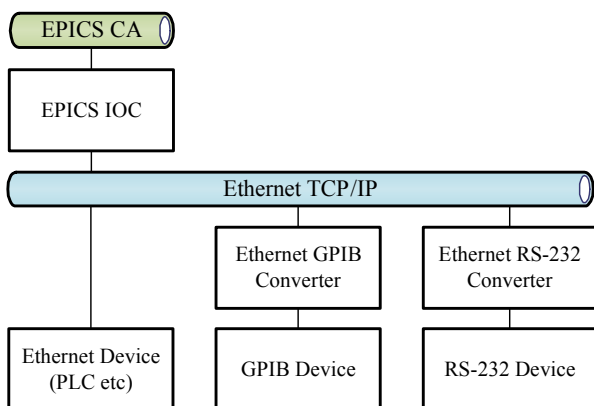 EPICS CA
EPICS IOC
Ethernet TCP/IP
Ethernet GPIB
Converter
Ethernet RS-232
Converter
Ethernet Device
(PLC etc)
GPIB Device
RS-232 Device